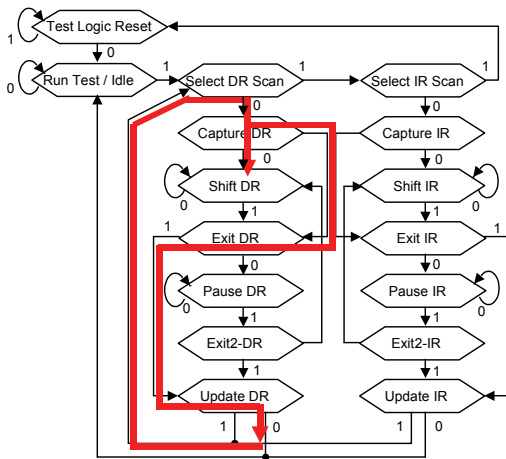 Test Logic Reset
1
0
Run Test / Idle
0
1
Select DR Scan
1
Select IR Scan
1
0
0
Capture DR
Capture IR
0
0
Shift DR
0
Shift IR
0
1
1
1
Exit DR
Exit IR
1
0
0
Pause DR
0
Pause IR
0
1
1
Exit2-DR
Exit2-IR
1
1
Update DR
Update IR
1
0
1
0